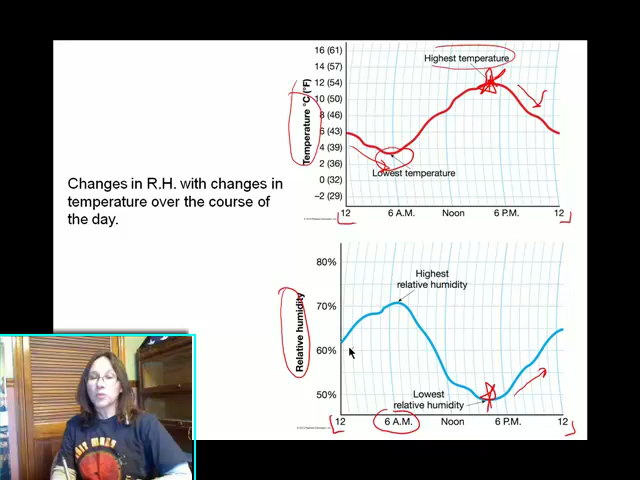 16 (61)
14 (57)
12 (54)
10 (50)
8 (46)
6 (43)
4 (39)
2 (36)
0 (32)
−2 (29)
Temperature °C (°F)
Highest temperature
Lowest temperature
12
6 A.M.
Noon
6 P.M.
12
Changes in R.H. with changes in
temperature over the course of
the day.
80%
70%
60%
50%
Relative humidity
Highest
relative humidity
Lowest
relative humidity
12
6 A.M.
Noon
6 P.M.
12